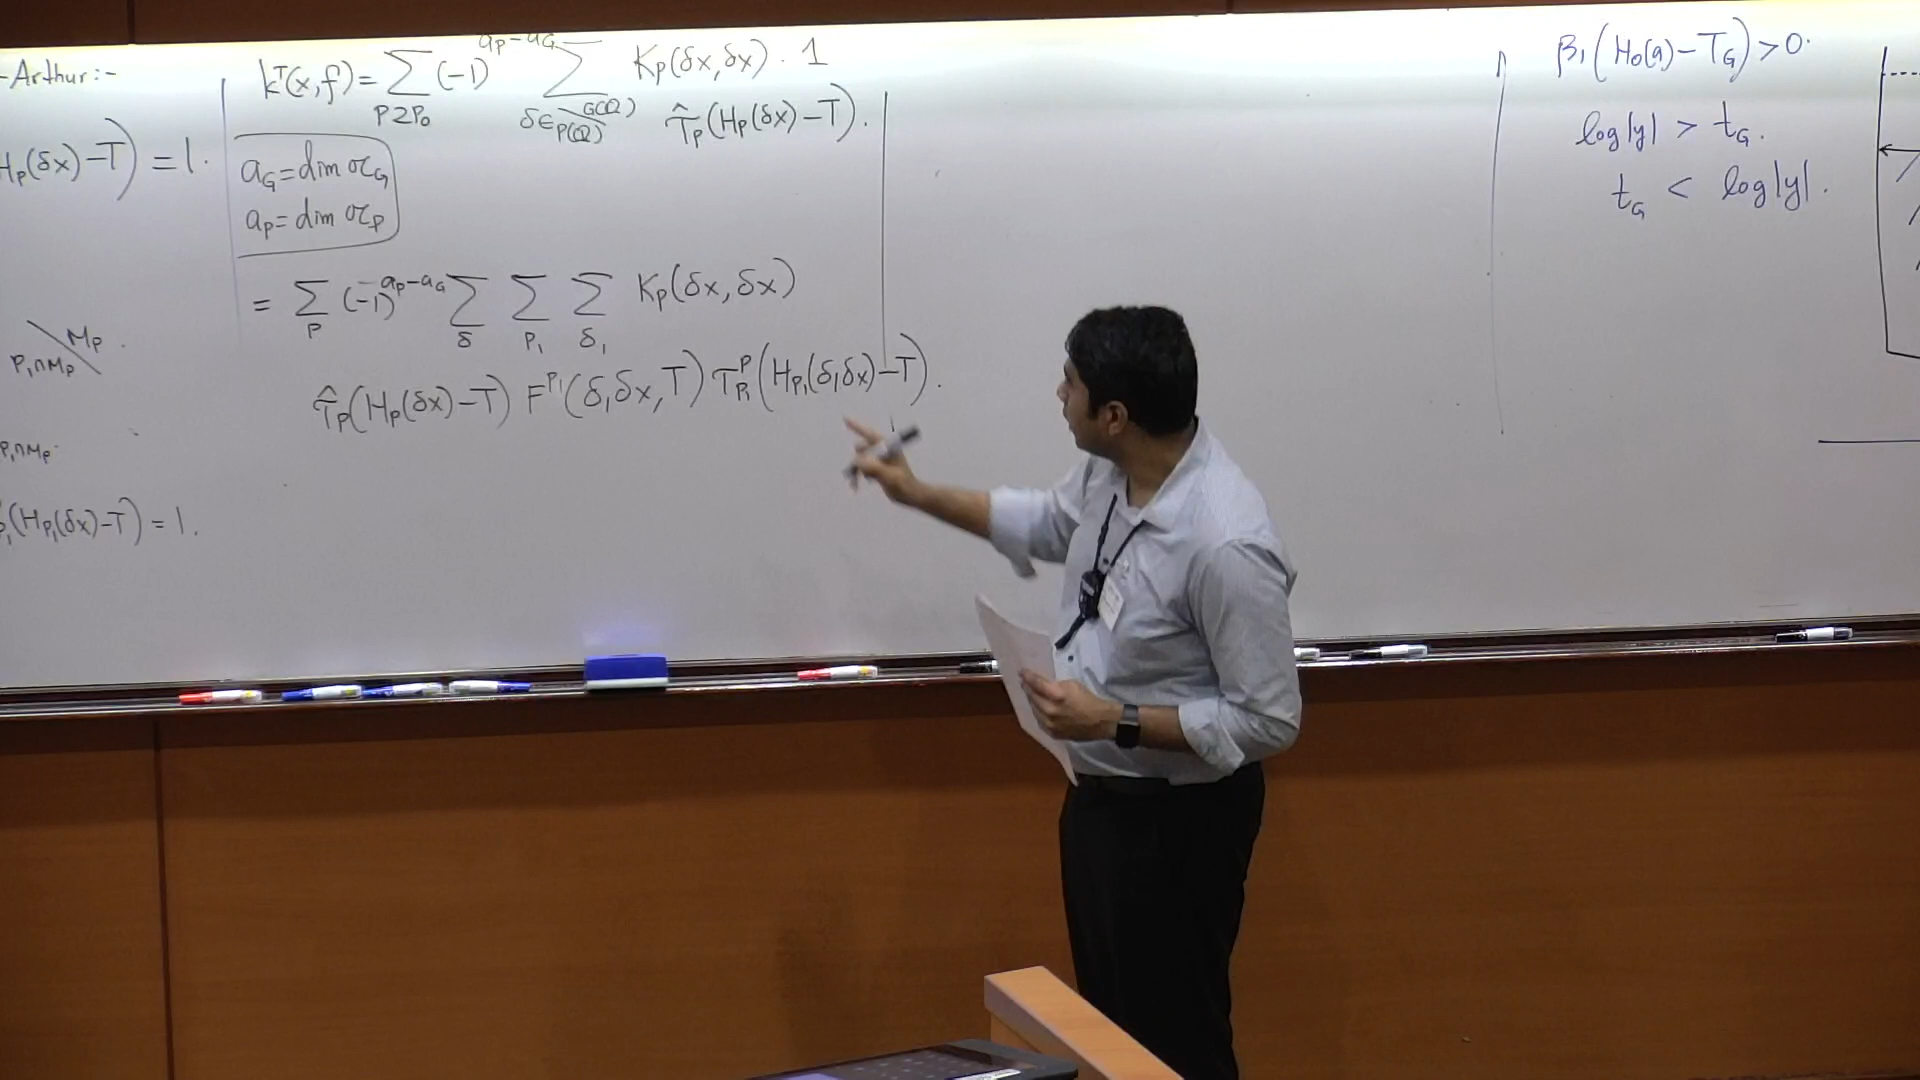 -Arthur:-
H_P(δx)-T) = 1.
P_1∩M_P \ M_P .
P_1∩M_P.
(H_{P_1}(δx)-T) = 1.
k^T(x,f) = Σ_{P⊇P_0} (-1)^{a_P-a_G} Σ_{δ∈P(Q)\G(Q)} K_P(δx,δx) . 1
τ̂_P(H_P(δx)-T).
a_G = dim 𝔞_G
a_P = dim 𝔞_P
= Σ_P (-1)^{a_P-a_G} Σ_δ Σ_{P_1} Σ_{δ_1} K_P(δx,δx)
τ̂_P(H_P(δx)-T) F^{P_1}(δ_1δx,T) τ_{P_1}^P(H_{P_1}(δ_1δx)-T).
β_1(H_0(a)-T_G) > 0.
log|y| > t_G.
t_G < log|y|.